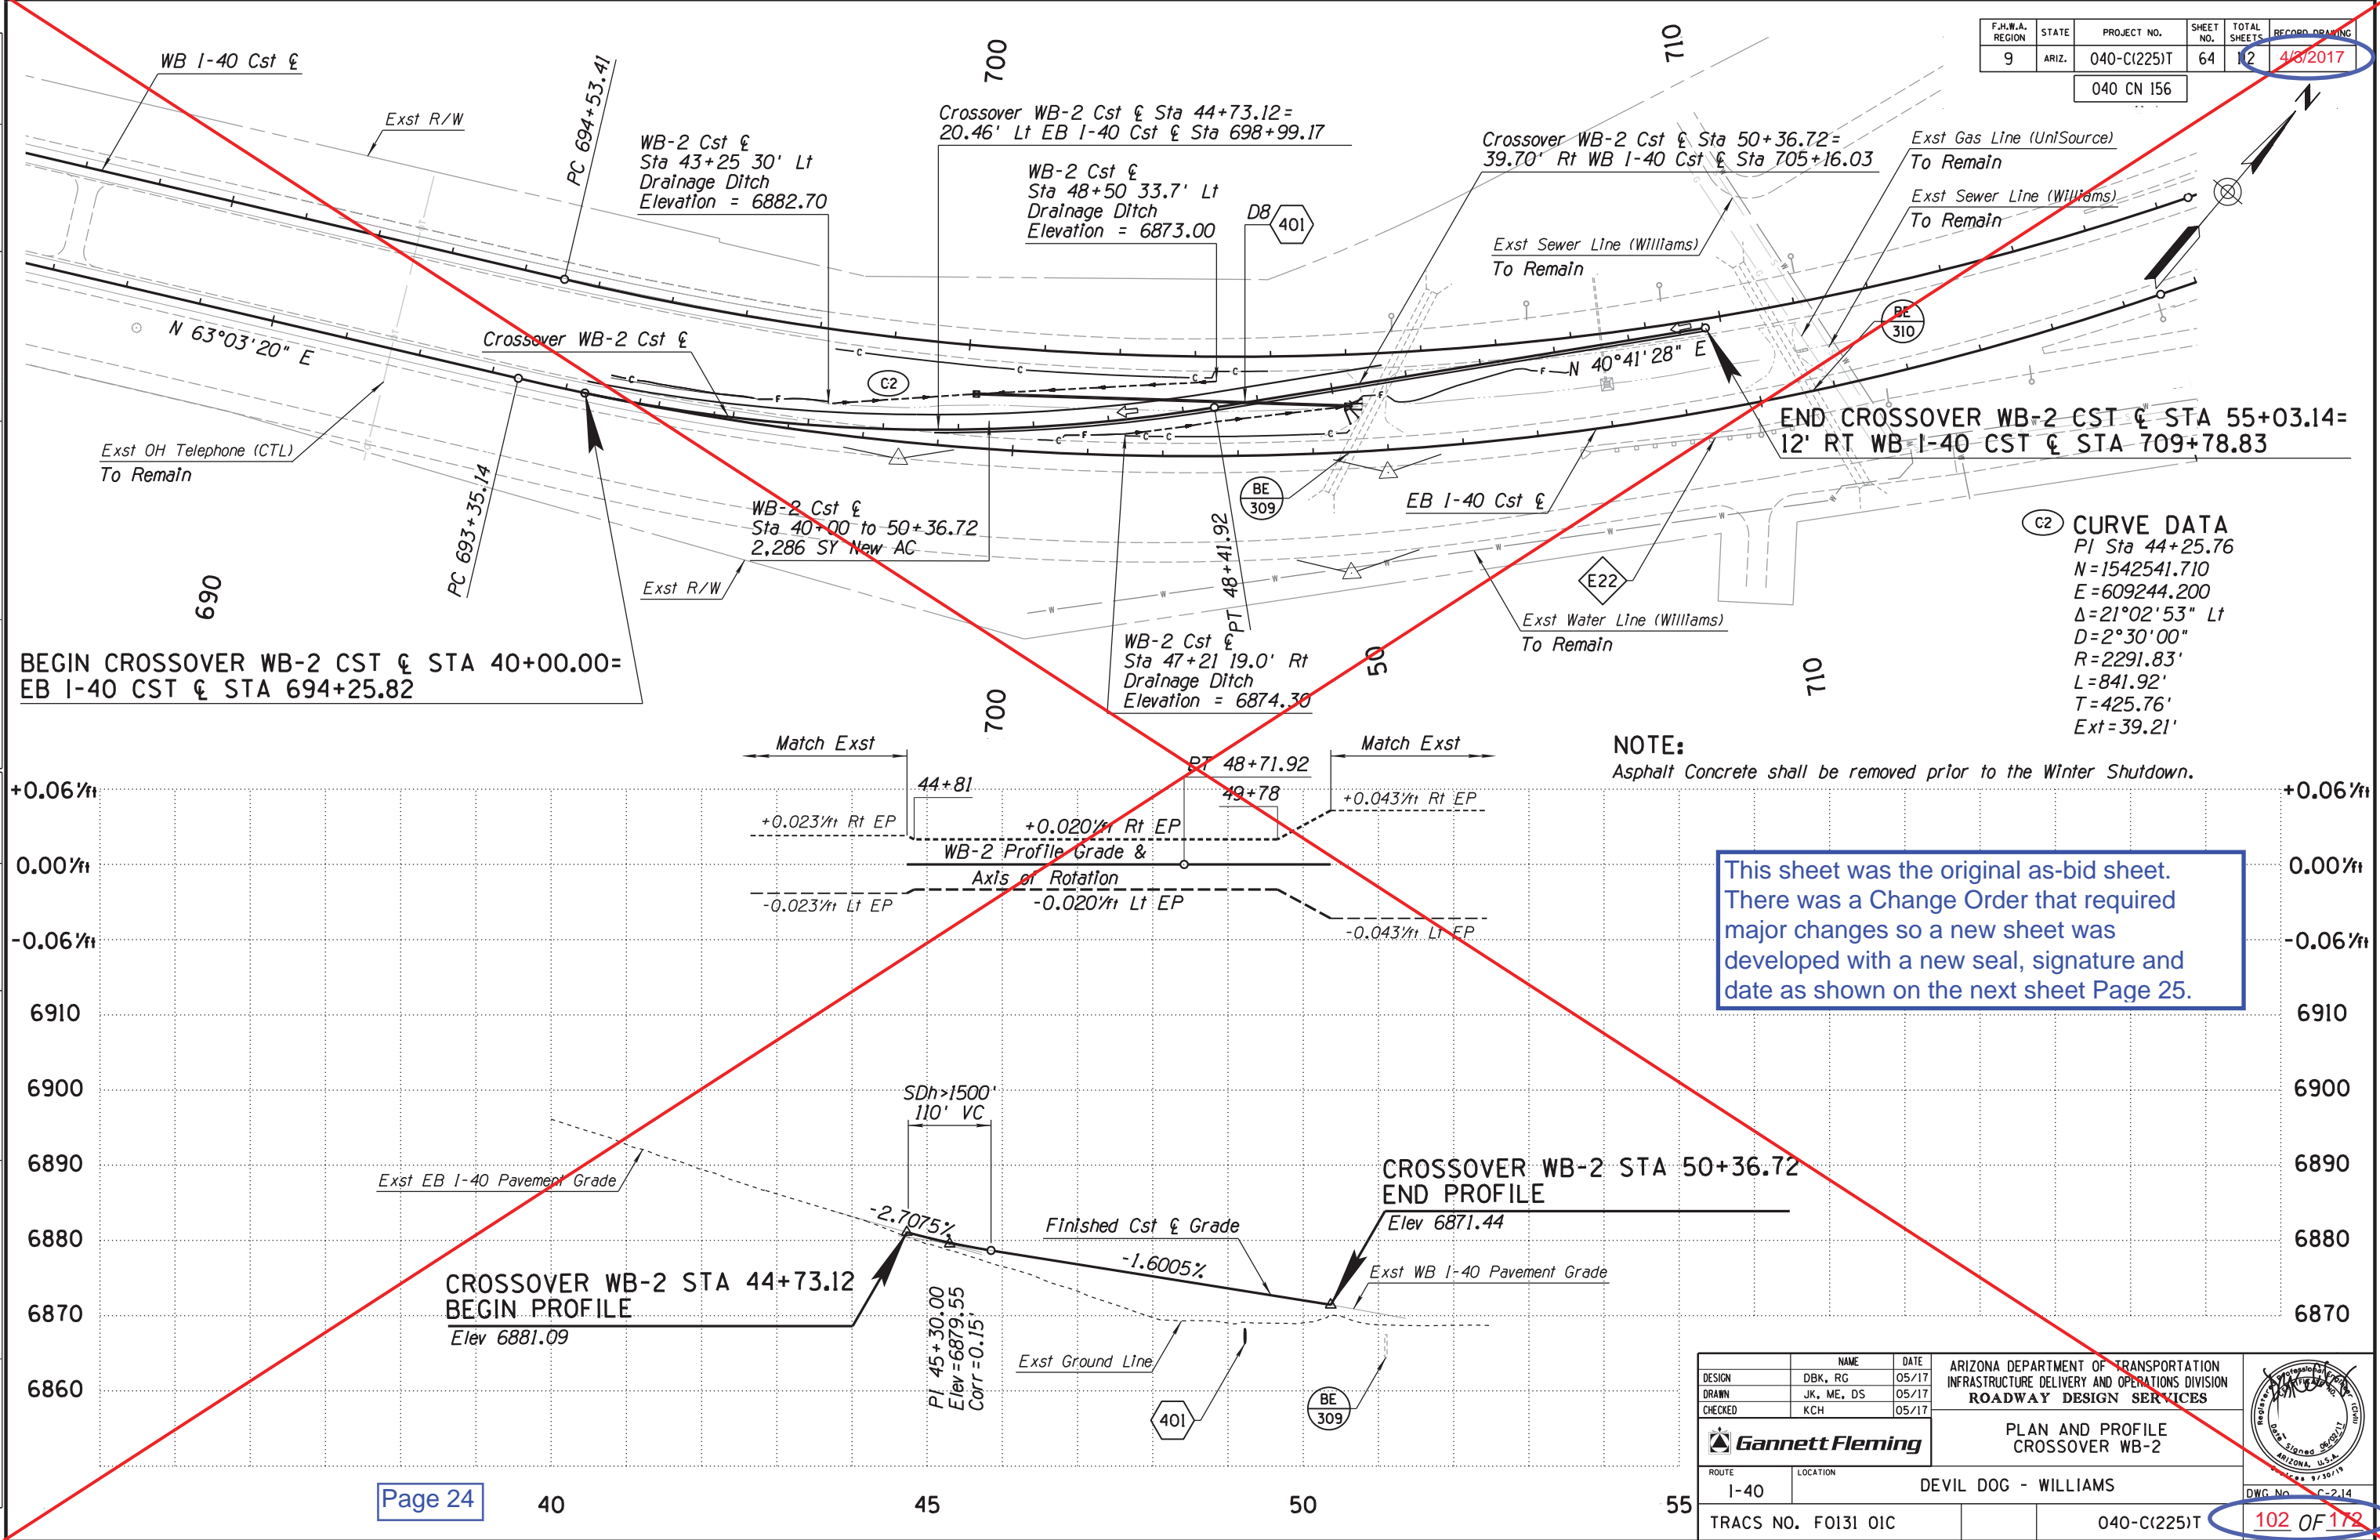 F.H.W.A. REGION STATE PROJECT NO. SHEET NO. TOTAL SHEETS RECORD DRAWING
9 ARIZ. 040-C(225)T 64 4/3/2017
040 CN 156
WB I-40 Cst ℄
Exst R/W
PC 694+53.41
700
710
WB-2 Cst ℄
Sta 43+25 30' Lt
Drainage Ditch
Elevation = 6882.70
Crossover WB-2 Cst ℄ Sta 44+73.12=
20.46' Lt EB I-40 Cst ℄ Sta 698+99.17
WB-2 Cst ℄
Sta 48+50 33.7' Lt
Drainage Ditch
Elevation = 6873.00
D8 401
Crossover WB-2 Cst ℄ Sta 50+36.72=
39.70' Rt WB I-40 Cst ℄ Sta 705+16.03
Exst Sewer Line (Williams)
To Remain
Exst Gas Line (UniSource)
To Remain
Exst Sewer Line (Williams)
To Remain
N
BE
310
N 63°03'20" E
Crossover WB-2 Cst ℄
C2
N 40°41'28" E
END CROSSOVER WB-2 CST ℄ STA 55+03.14=
12' RT WB I-40 CST ℄ STA 709+78.83
Exst OH Telephone (CTL)
To Remain
PC 693+35.14
WB-2 Cst ℄
Sta 40+00 to 50+36.72
2,286 SY New AC
Exst R/W
BE
309
PT 48+41.92
EB I-40 Cst ℄
E22
Exst Water Line (Williams)
To Remain
690
50
710
700
BEGIN CROSSOVER WB-2 CST ℄ STA 40+00.00=
EB I-40 CST ℄ STA 694+25.82
WB-2 Cst ℄
Sta 47+21 19.0' Rt
Drainage Ditch
Elevation = 6874.30
C2 CURVE DATA
PI Sta 44+25.76
N=1542541.710
E=609244.200
Δ=21°02'53" Lt
D=2°30'00"
R=2291.83'
L=841.92'
T=425.76'
Ext=39.21'
NOTE:
Asphalt Concrete shall be removed prior to the Winter Shutdown.
Match Exst
Match Exst
PT 48+71.92
44+81
49+78
+0.06'/ft
+0.06'/ft
+0.023'/ft Rt EP
+0.020'/ft Rt EP
+0.043'/ft Rt EP
WB-2 Profile Grade &
Axis of Rotation
0.00'/ft
0.00'/ft
-0.023'/ft Lt EP
-0.020'/ft Lt EP
-0.043'/ft Lt EP
-0.06'/ft
-0.06'/ft
This sheet was the original as-bid sheet.
There was a Change Order that required
major changes so a new sheet was
developed with a new seal, signature and
date as shown on the next sheet Page 25.
6910
6910
6900
6900
6890
6890
6880
6880
6870
6870
6860
SDh>1500'
110' VC
Exst EB I-40 Pavement Grade
-2.7075%
Finished Cst ℄ Grade
-1.6005%
CROSSOVER WB-2 STA 50+36.72
END PROFILE
Elev 6871.44
Exst WB I-40 Pavement Grade
CROSSOVER WB-2 STA 44+73.12
BEGIN PROFILE
Elev 6881.09
PI 45+30.00
Elev=6879.55
Corr=0.15'
Exst Ground Line
401
BE
309
Page 24
40
45
50
55
NAME DATE
DESIGN DBK, RG 05/17
DRAWN JK, ME, DS 05/17
CHECKED KCH 05/17
ARIZONA DEPARTMENT OF TRANSPORTATION
INFRASTRUCTURE DELIVERY AND OPERATIONS DIVISION
ROADWAY DESIGN SERVICES
Gannett Fleming
PLAN AND PROFILE
CROSSOVER WB-2
ROUTE
I-40
LOCATION
DEVIL DOG - WILLIAMS
TRACS NO. F0131 01C
040-C(225)T
DWG No. C-2.14
102 OF 172